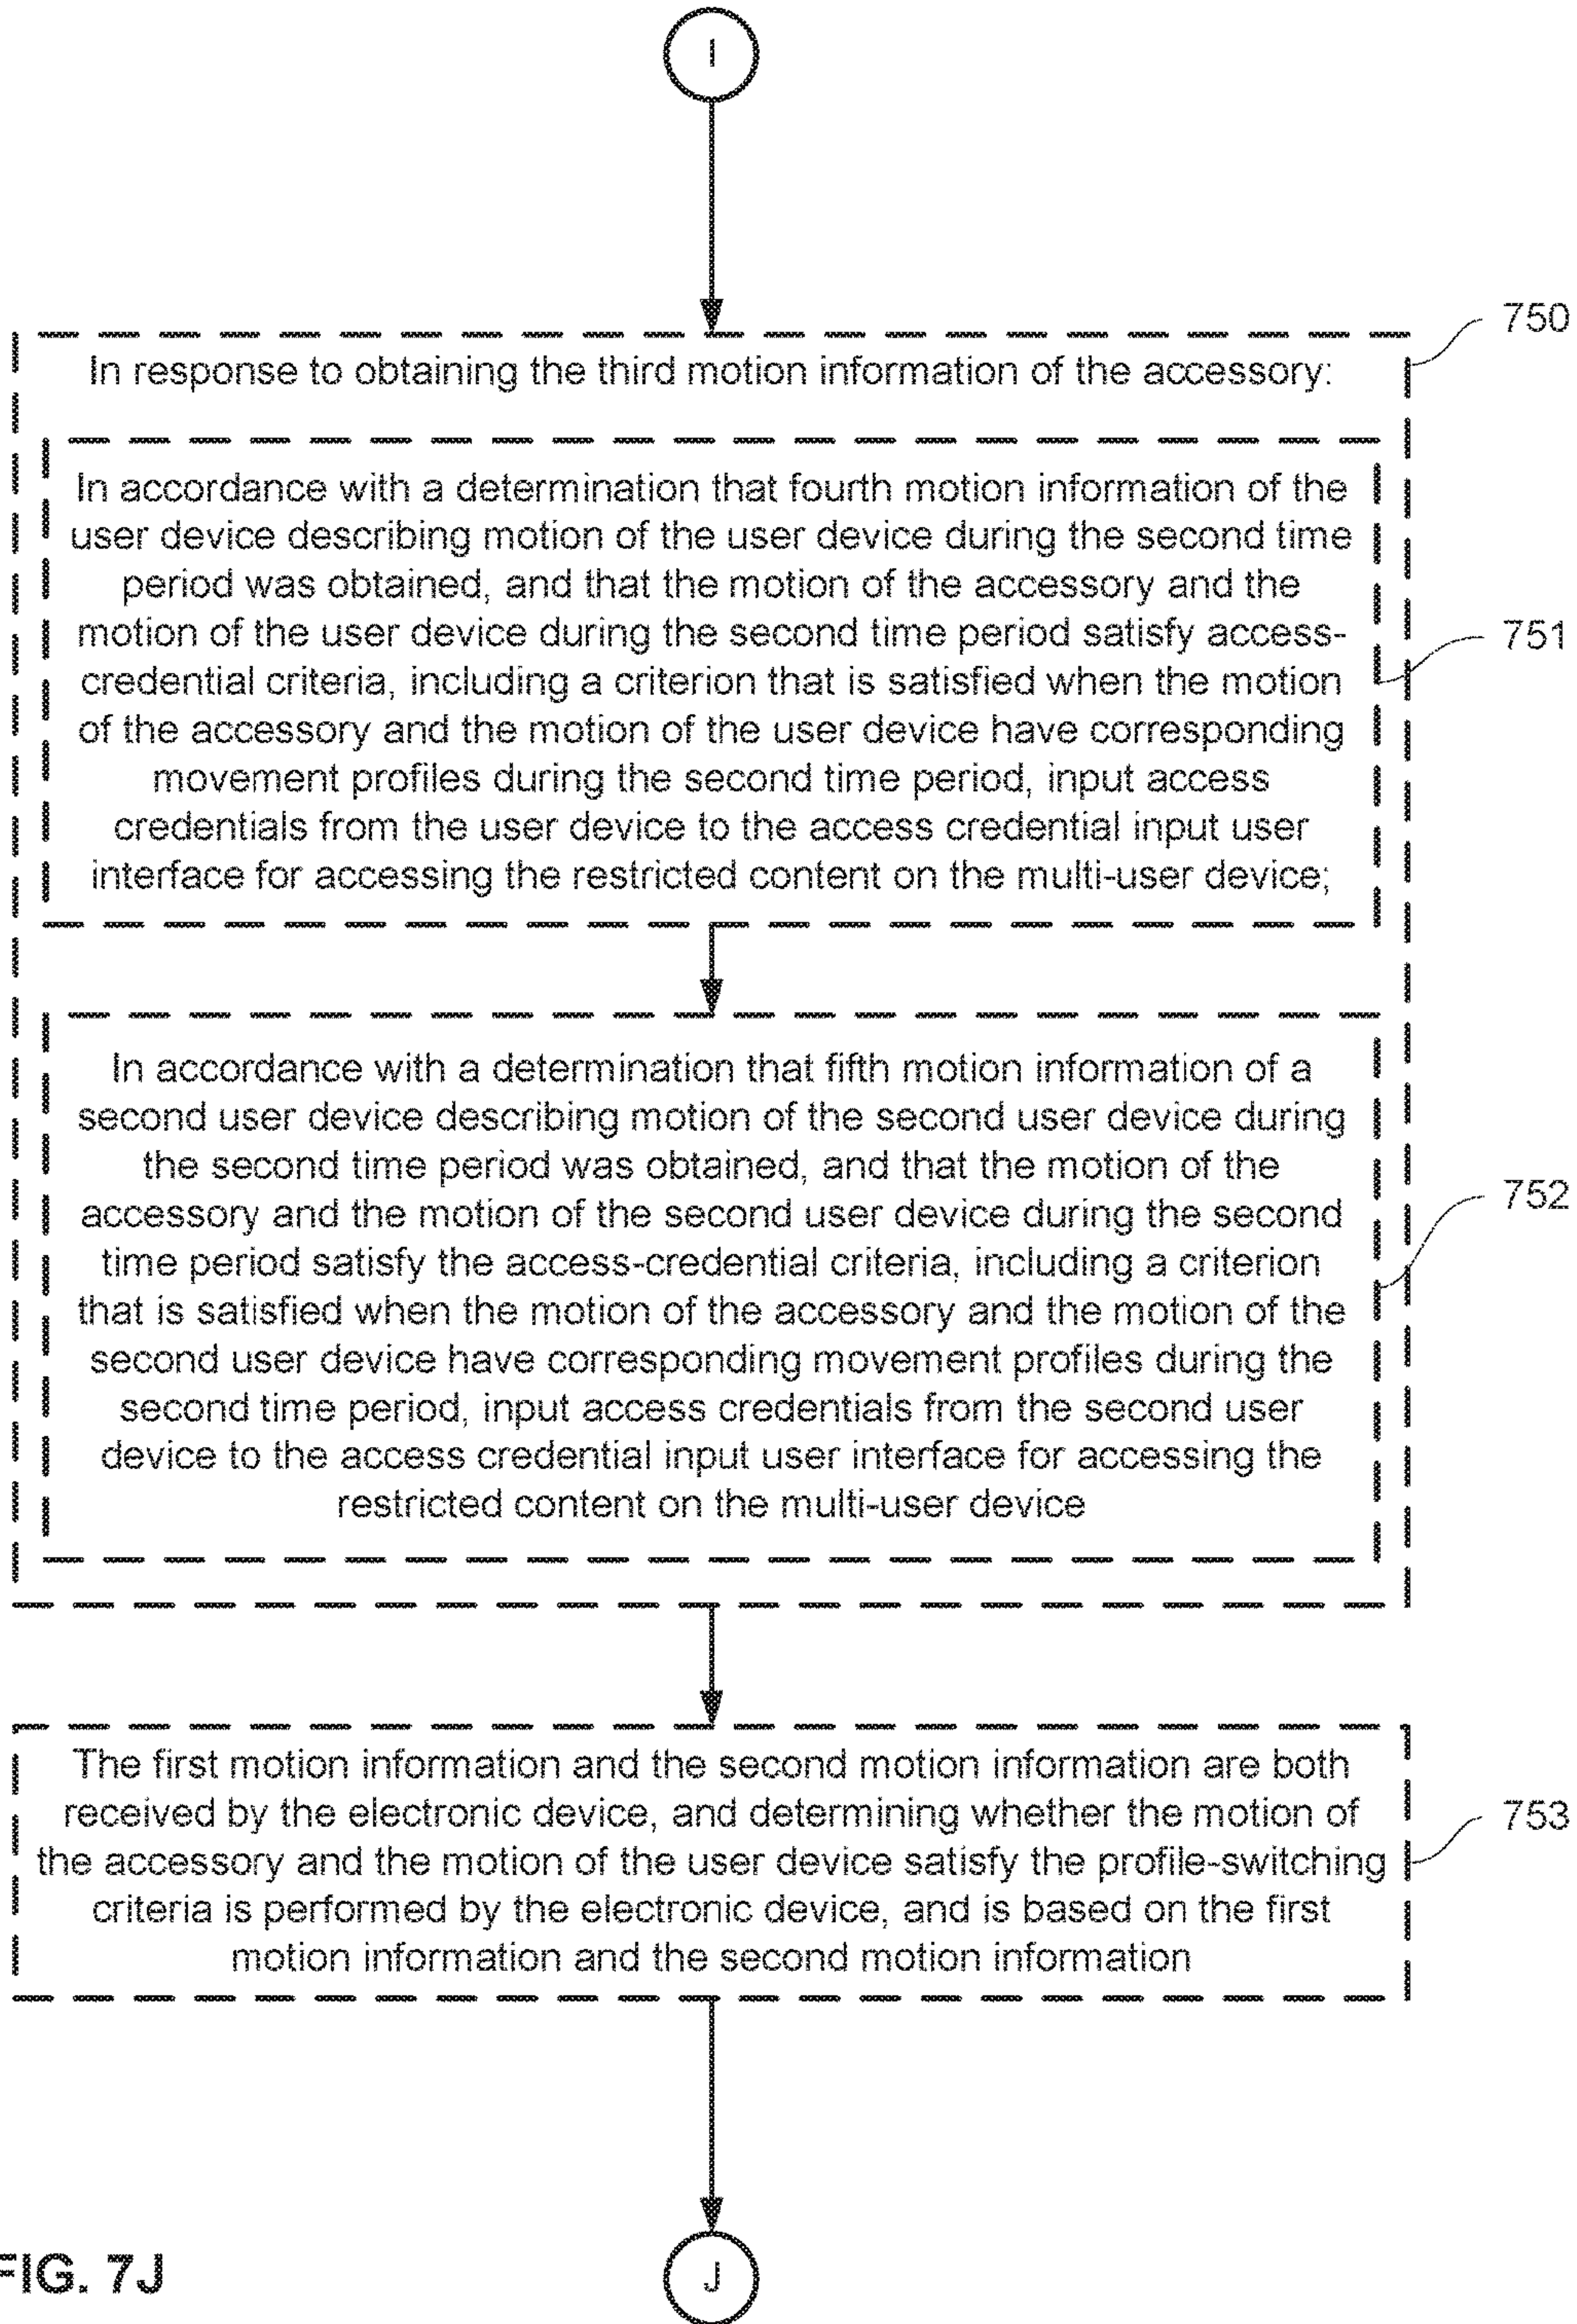 I
750
In response to obtaining the third motion information of the accessory:
In accordance with a determination that fourth motion information of the
user device describing motion of the user device during the second time
period was obtained, and that the motion of the accessory and the
motion of the user device during the second time period satisfy access-
credential criteria, including a criterion that is satisfied when the motion
of the accessory and the motion of the user device have corresponding
movement profiles during the second time period, input access
credentials from the user device to the access credential input user
interface for accessing the restricted content on the multi-user device;
751
In accordance with a determination that fifth motion information of a
second user device describing motion of the second user device during
the second time period was obtained, and that the motion of the
accessory and the motion of the second user device during the second
time period satisfy the access-credential criteria, including a criterion
that is satisfied when the motion of the accessory and the motion of the
second user device have corresponding movement profiles during the
second time period, input access credentials from the second user
device to the access credential input user interface for accessing the
restricted content on the multi-user device
752
The first motion information and the second motion information are both
received by the electronic device, and determining whether the motion of
the accessory and the motion of the user device satisfy the profile-switching
criteria is performed by the electronic device, and is based on the first
motion information and the second motion information
753
J
FIG. 7J